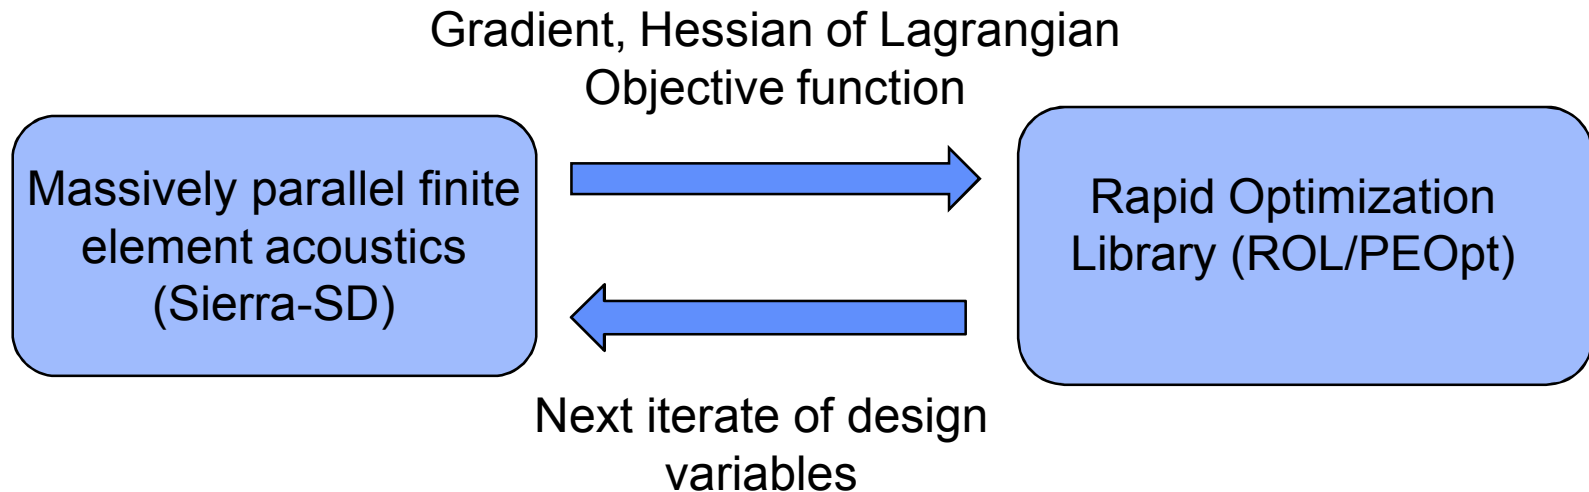 Gradient, Hessian of Lagrangian
Objective function
Massively parallel finite
element acoustics
(Sierra-SD)
Rapid Optimization
Library (ROL/PEOpt)
Next iterate of design
variables